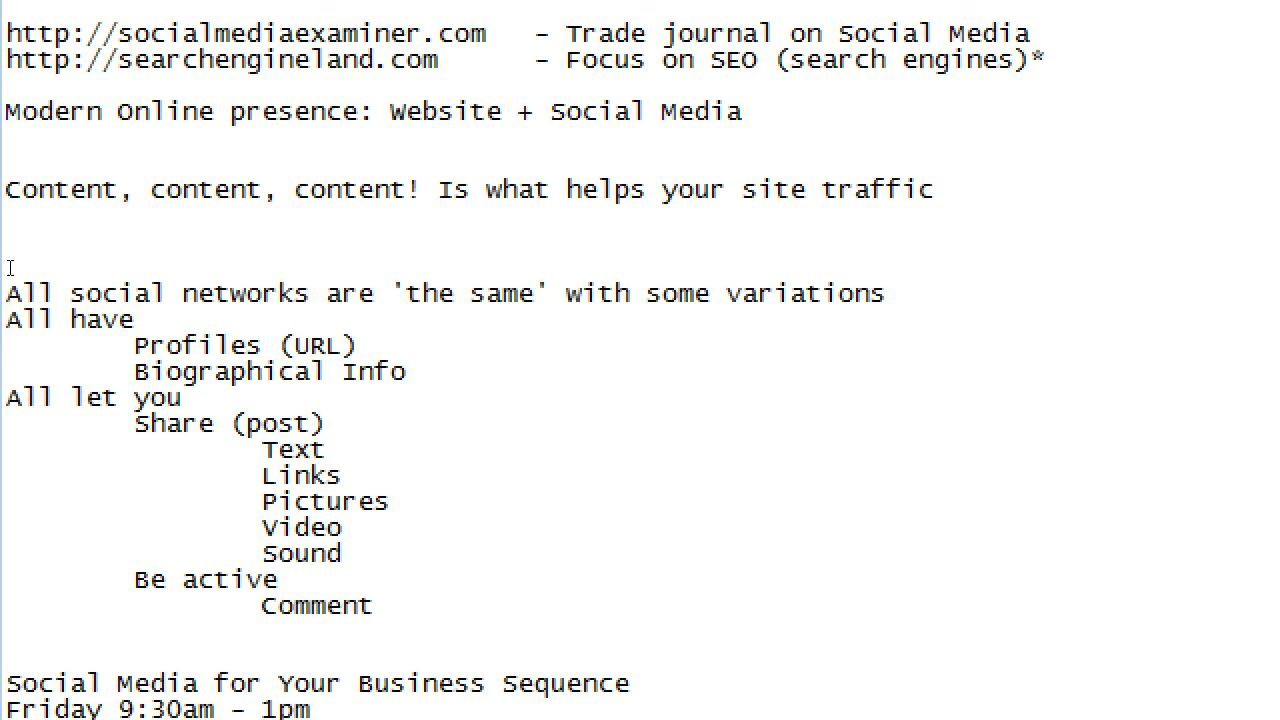 http://socialmediaexaminer.com   – Trade journal on Social Media
http://searchengineland.com      – Focus on SEO (search engines)*
Modern Online presence: Website + Social Media
Content, content, content! Is what helps your site traffic
All social networks are 'the same' with some variations
All have
Profiles (URL)
Biographical Info
All let you
Share (post)
Text
Links
Pictures
Video
Sound
Be active
Comment
Social Media for Your Business Sequence
Friday 9:30am – 1pm